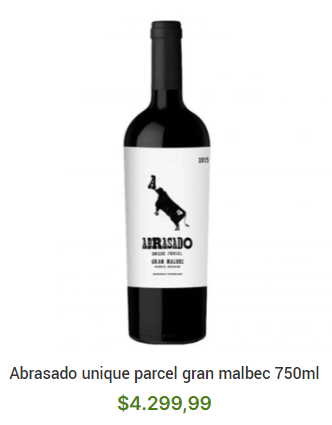 2015
A
ABRASADO
UNIQUE PARCEL
GRAN MALBEC
Abrasado unique parcel gran malbec 750ml
$4.299,99